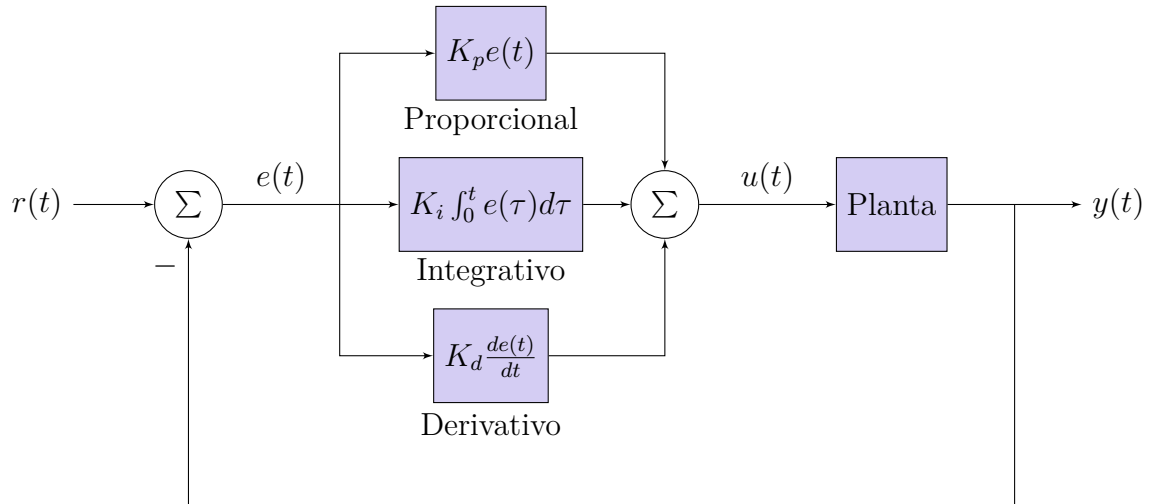 K_p e(t)
Proporcional
r(t)
Σ
e(t)
K_i ∫_0^t e(τ)dτ
Σ
u(t)
Planta
y(t)
−
Integrativo
K_d de(t)/dt
Derivativo